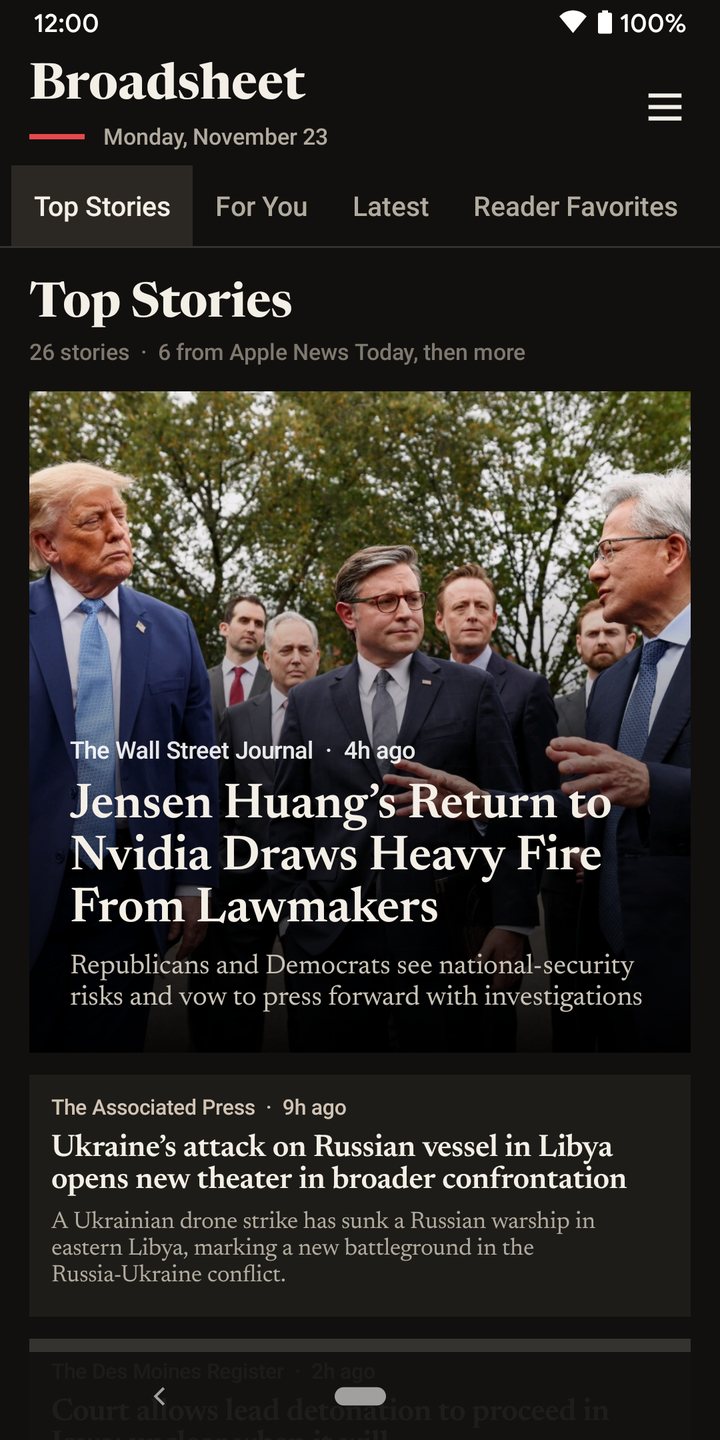 12:00
100%
Broadsheet
Monday, November 23
Top Stories
For You
Latest
Reader Favorites
Top Stories
26 stories · 6 from Apple News Today, then more
The Wall Street Journal · 4h ago
Jensen Huang’s Return to
Nvidia Draws Heavy Fire
From Lawmakers
Republicans and Democrats see national-security
risks and vow to press forward with investigations
The Associated Press · 9h ago
Ukraine’s attack on Russian vessel in Libya
opens new theater in broader confrontation
A Ukrainian drone strike has sunk a Russian warship in
eastern Libya, marking a new battleground in the
Russia-Ukraine conflict.
The Des Moines Register · 2h ago
Court allows lead detonation to proceed in